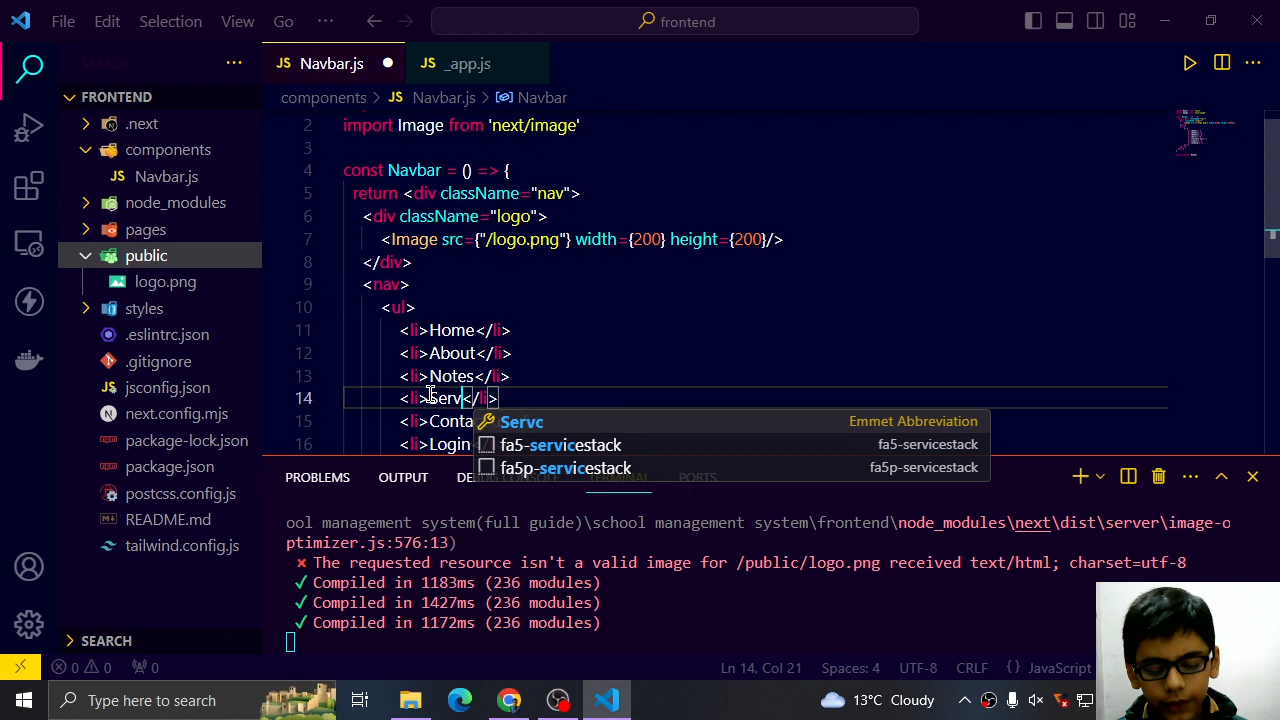 File Edit Selection View Go ··· frontend
SEARCH ···
JS Navbar.js
JS _app.js
FRONTEND
components > JS Navbar.js > Navbar
.next
components
JS Navbar.js
node_modules
pages
public
logo.png
styles
.eslintrc.json
.gitignore
jsconfig.json
next.config.mjs
package-lock.json
package.json
postcss.config.js
README.md
tailwind.config.js
SEARCH
2 import Image from 'next/image'
3
4 const Navbar = () => {
5 return <div className="nav">
6 <div className="logo">
7 <Image src={"/logo.png"} width={200} height={200}/>
8 </div>
9 <nav>
10 <ul>
11 <li>Home</li>
12 <li>About</li>
13 <li>Notes</li>
14 <li>Serv</li>
15 <li>Conta
16 <li>Login
Servc Emmet Abbreviation
fa5-servicestack fa5-servicestack
fa5p-servicestack fa5p-servicestack
PROBLEMS OUTPUT DEBUG CONSOLE TERMINAL PORTS
ool management system(full guide)\school management system\frontend\node_modules\next\dist\server\image-o
ptimizer.js:576:13)
⨯ The requested resource isn't a valid image for /public/logo.png received text/html; charset=utf-8
✓ Compiled in 1183ms (236 modules)
✓ Compiled in 1427ms (236 modules)
✓ Compiled in 1172ms (236 modules)
0 0 0 Ln 14, Col 21 Spaces: 4 UTF-8 CRLF {} JavaScript
Type here to search 13°C Cloudy